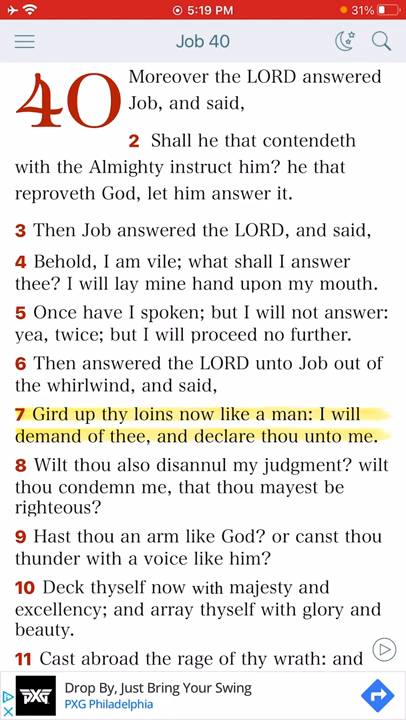 5:19 PM
31%
Job 40
40 Moreover the LORD answered
Job, and said,
2 Shall he that contendeth
with the Almighty instruct him? he that
reproveth God, let him answer it.
3 Then Job answered the LORD, and said,
4 Behold, I am vile; what shall I answer
thee? I will lay mine hand upon my mouth.
5 Once have I spoken; but I will not answer:
yea, twice; but I will proceed no further.
6 Then answered the LORD unto Job out of
the whirlwind, and said,
7 Gird up thy loins now like a man: I will
demand of thee, and declare thou unto me.
8 Wilt thou also disannul my judgment? wilt
thou condemn me, that thou mayest be
righteous?
9 Hast thou an arm like God? or canst thou
thunder with a voice like him?
10 Deck thyself now with majesty and
excellency; and array thyself with glory and
beauty.
11 Cast abroad the rage of thy wrath: and
PXG
Drop By, Just Bring Your Swing
PXG Philadelphia